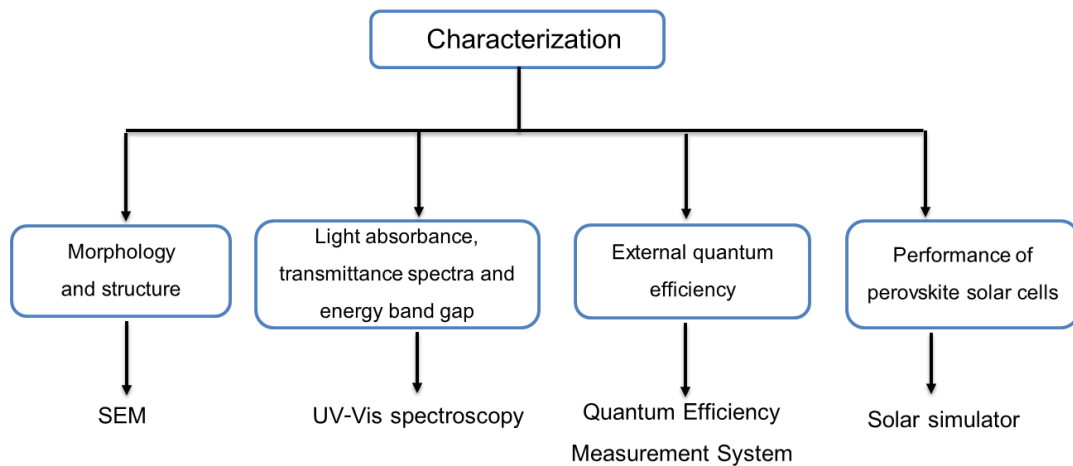 Characterization
Morphology
and structure
Light absorbance,
transmittance spectra and
energy band gap
External quantum
efficiency
Performance of
perovskite solar cells
SEM
UV-Vis spectroscopy
Quantum Efficiency
Measurement System
Solar simulator